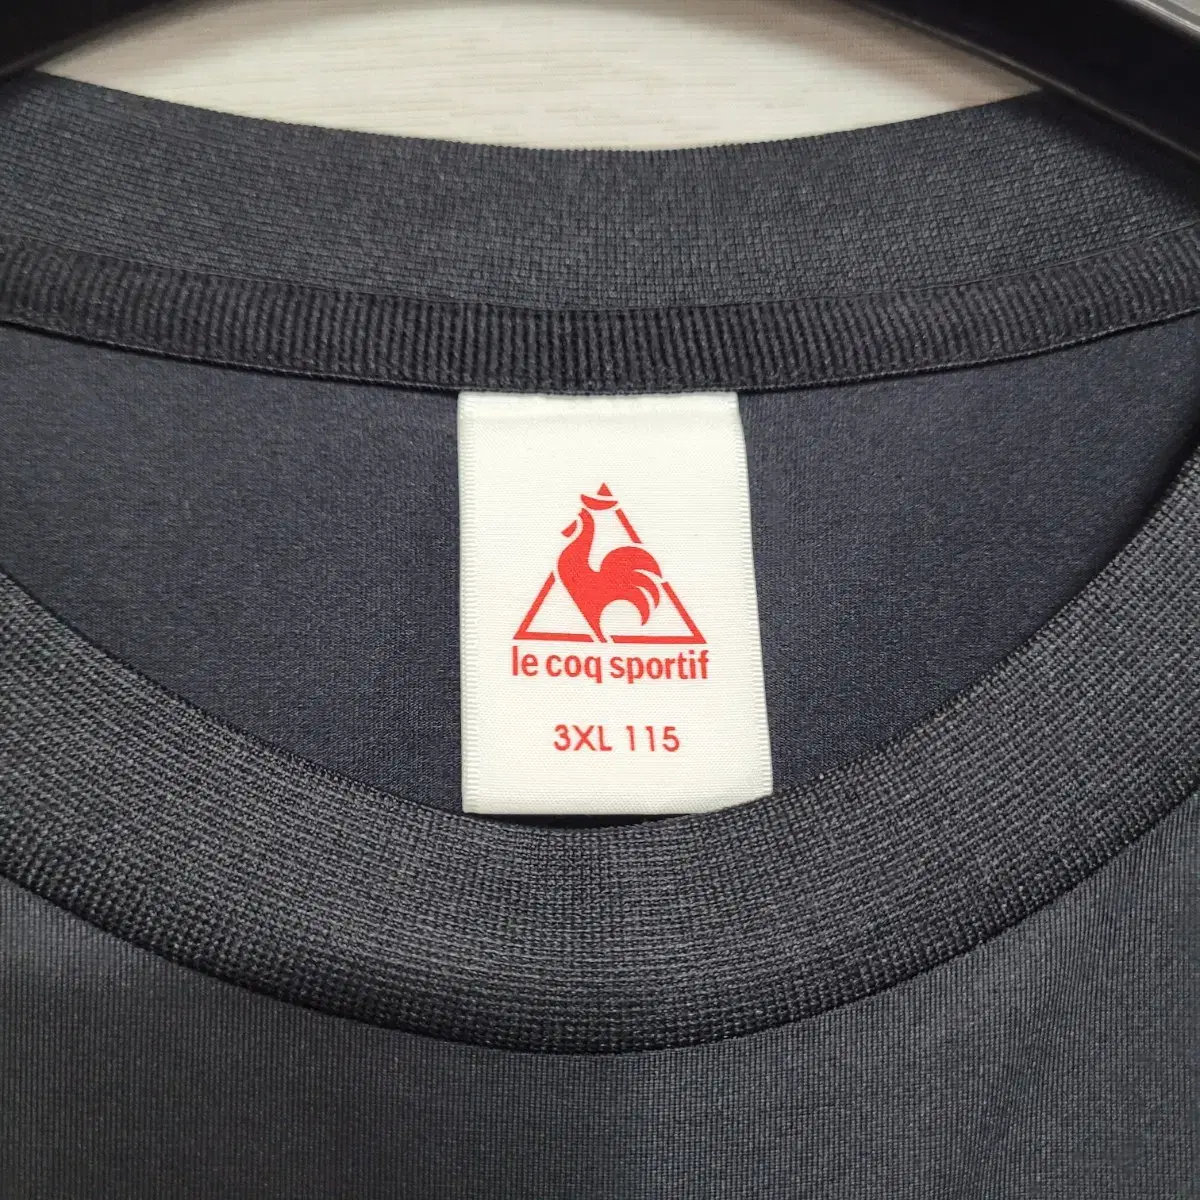 le coq sportif
3XL 115